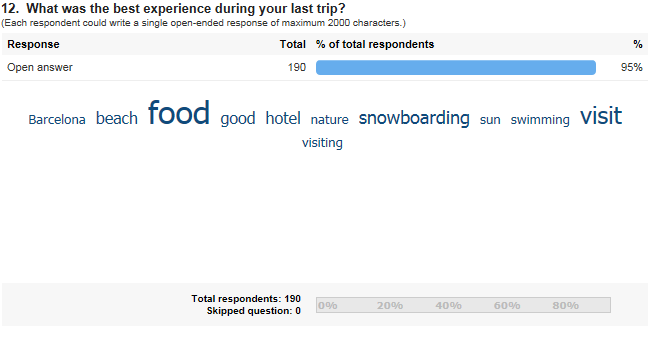 12. What was the best experience during your last trip?
(Each respondent could write a single open-ended response of maximum 2000 characters.)
Response Total % of total respondents %
Open answer 190 95%
Barcelona beach food good hotel nature snowboarding sun swimming visit
visiting
Total respondents: 190
Skipped question: 0
0% 20% 40% 60% 80%